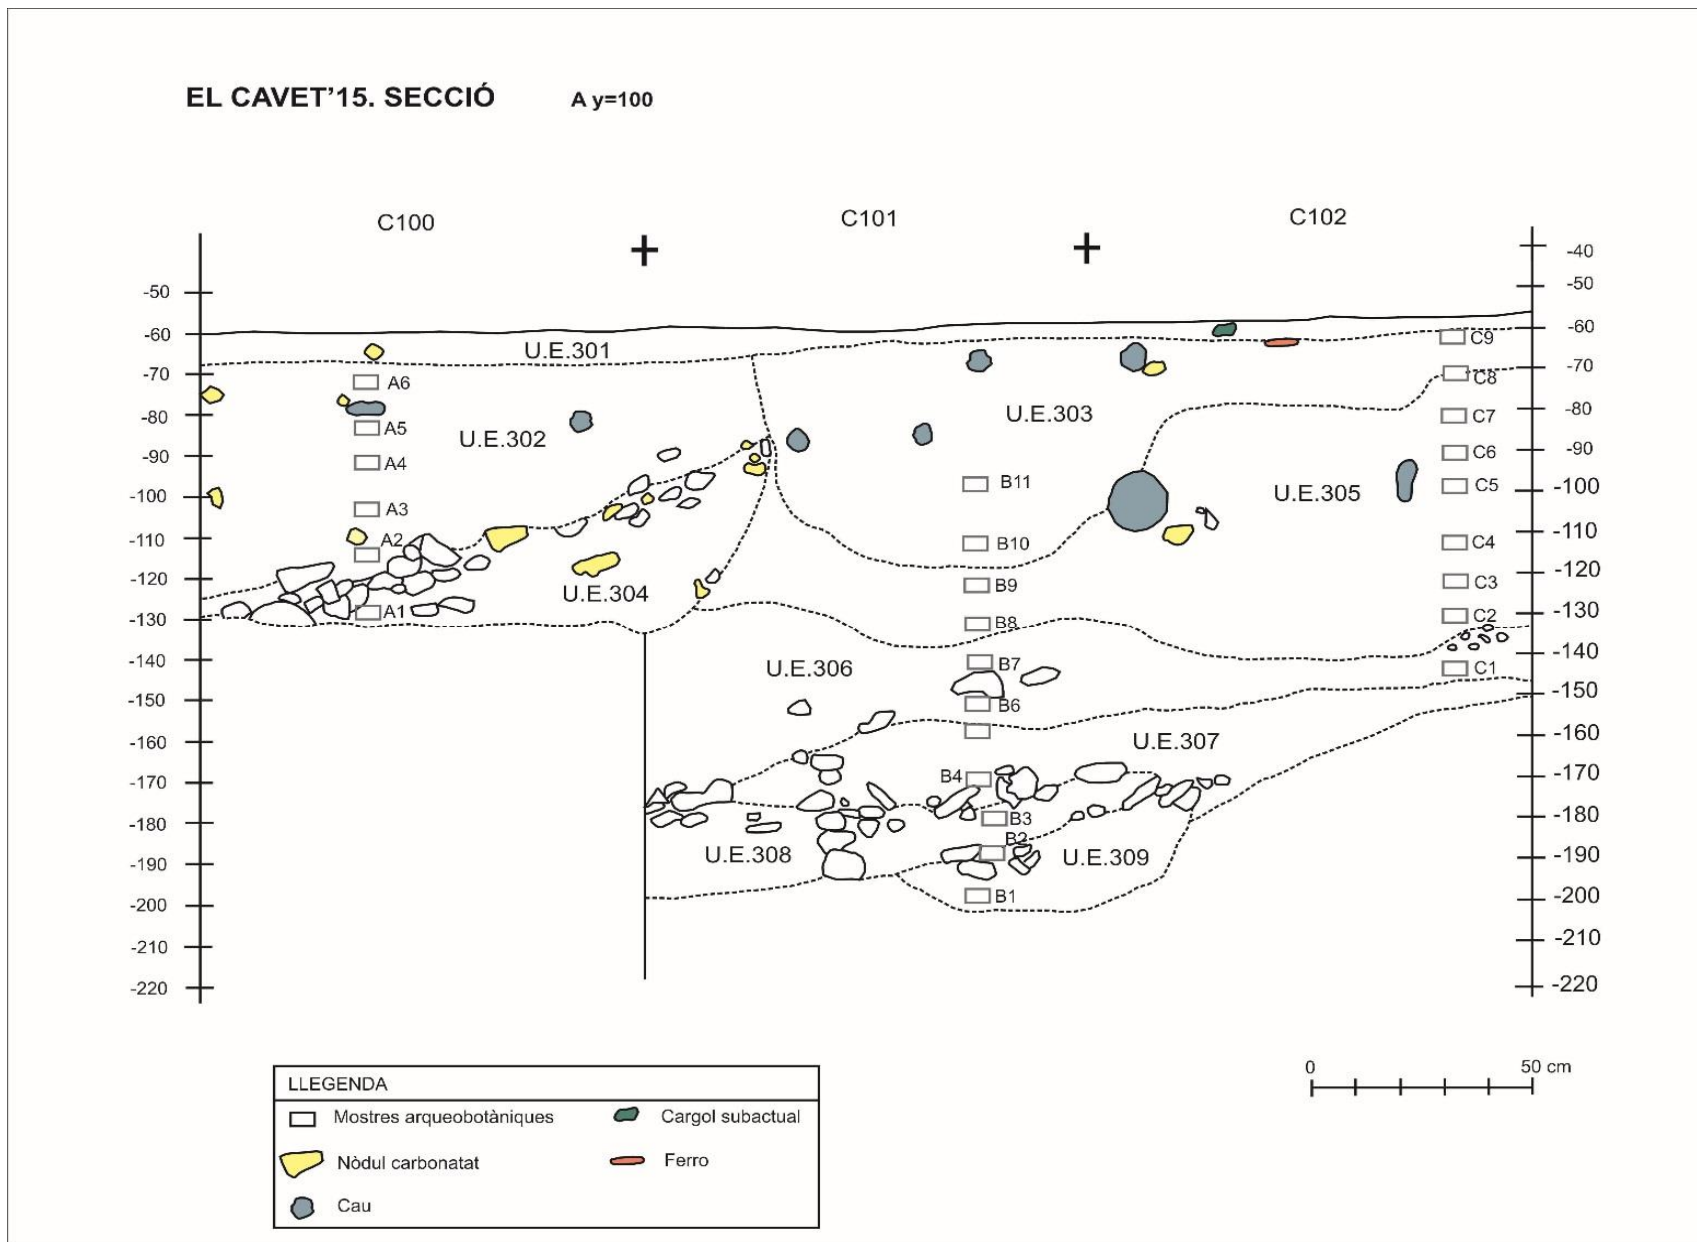 EL CAVET’15. SECCIÓ A y=100
C100 C101 C102
-40
-50 -50
-60 -60
C9
U.E.301
-70 -70
A6 C8
U.E.303 C7
-80 -80
A5
U.E.302
-90 -90
C6
A4
B11 U.E.305 C5
-100 -100
A3
-110 -110
A2 B10 C4
-120 -120
B9 C3
U.E.304
-130 -130
A1 B8 C2
-140 -140
U.E.306 B7 C1
-150 -150
B6
-160 -160
U.E.307
-170 -170
B4
-180 -180
B3
B2
U.E.308 U.E.309
-190 -190
B1
-200 -200
-210 -210
-220 -220
0 50 cm
LLEGENDA
Mostres arqueobotàniques Cargol subactual
Nòdul carbonatat Ferro
Cau